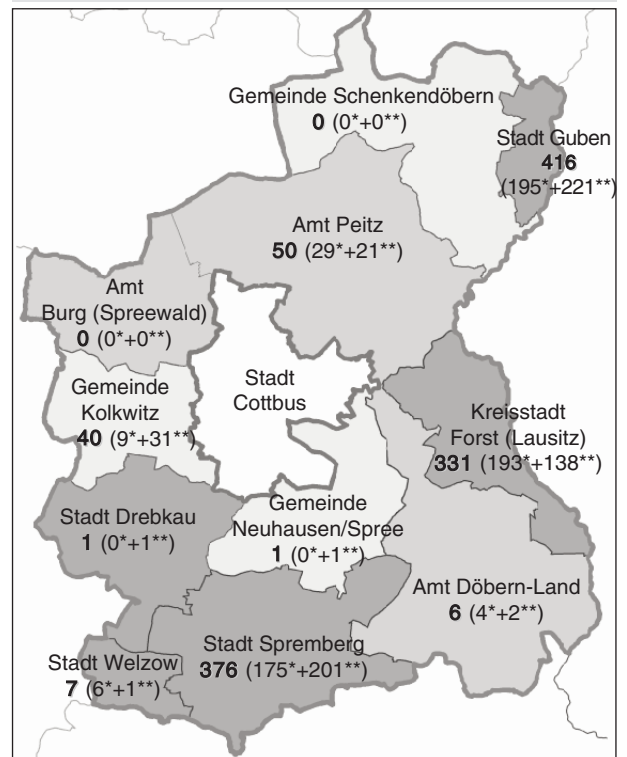 Gemeinde Schenkendöbern
0 (0*+0**)
Stadt Guben
416
(195*+221**)
Amt Peitz
50 (29*+21**)
Amt
Burg (Spreewald)
0 (0*+0**)
Stadt
Cottbus
Gemeinde
Kolkwitz
40 (9*+31**)
Kreisstadt
Forst (Lausitz)
331 (193*+138**)
Gemeinde
Neuhausen/Spree
1 (0*+1**)
Stadt Drebkau
1 (0*+1**)
Amt Döbern-Land
6 (4*+2**)
Stadt Spremberg
376 (175*+201**)
Stadt Welzow
7 (6*+1**)